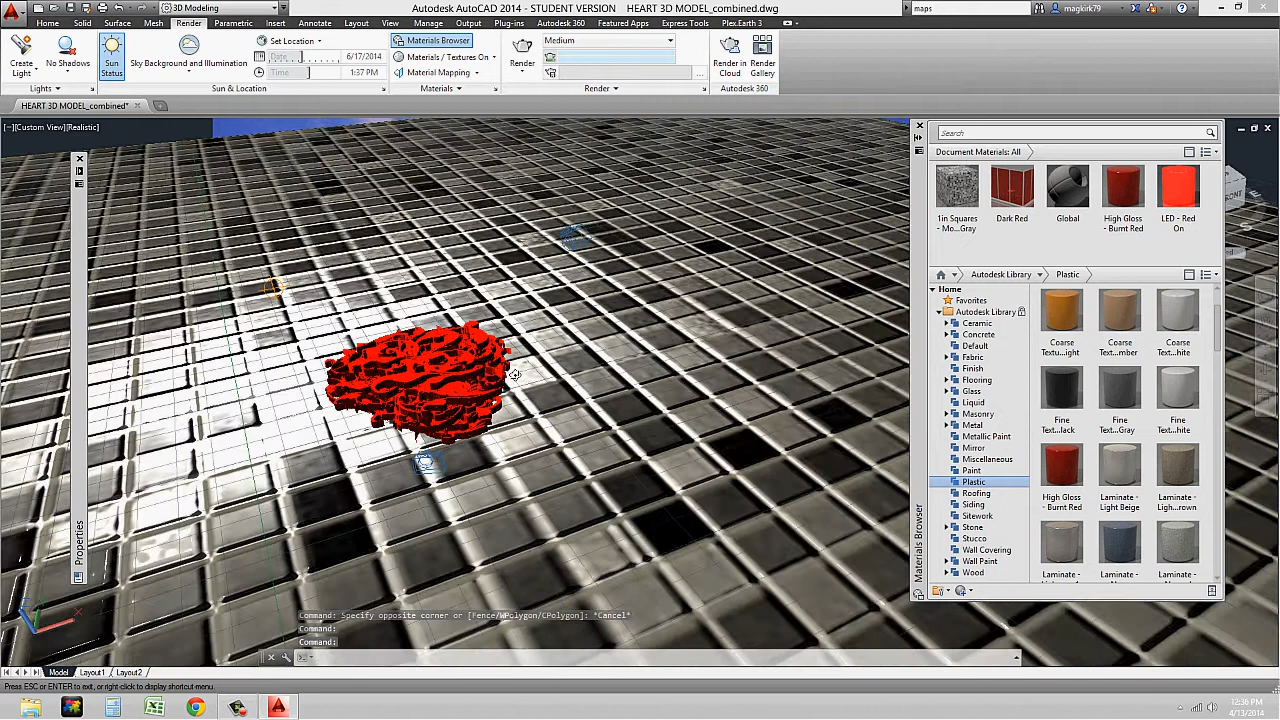 3D Modeling
Autodesk AutoCAD 2014 - STUDENT VERSION HEART 3D MODEL_combined.dwg
maps
magkirk79
Home Solid Surface Mesh Render Parametric Insert Annotate Layout View Manage Output Plug-ins Autodesk 360 Featured Apps Express Tools Plex.Earth 3
Create Light
No Shadows
Sun Status
Sky Background and Illumination
Set Location
Date 6/17/2014
Time 1:37 PM
Materials Browser
Materials / Textures On
Material Mapping
Render
Medium
Render in Cloud
Render Gallery
Lights Sun & Location Materials Render Autodesk 360
HEART 3D MODEL_combined*
[−][Custom View][Realistic]
Properties
Materials Browser
Search
Document Materials: All
1in Squares - Mo...Gray
Dark Red
Global
High Gloss - Burnt Red
LED - Red On
Autodesk Library Plastic
Home
Favorites
Autodesk Library
Ceramic
Concrete
Default
Fabric
Finish
Flooring
Glass
Liquid
Masonry
Metal
Metallic Paint
Mirror
Miscellaneous
Paint
Plastic
Roofing
Siding
Sitework
Stone
Stucco
Wall Covering
Wall Paint
Wood
Coarse Textu...ight
Coarse Text...mber
Coarse Text...hite
Fine Text...lack
Fine Text...Gray
Fine Text...hite
High Gloss - Burnt Red
Laminate - Light Beige
Laminate - Ligh...rown
Laminate -
Laminate -
Laminate -
Command: Specify opposite corner or [Fence/WPolygon/CPolygon]: *Cancel*
Command:
Command:
Model Layout1 Layout2
Press ESC or ENTER to exit, or right-click to display shortcut-menu.
12:36 PM
4/13/2014